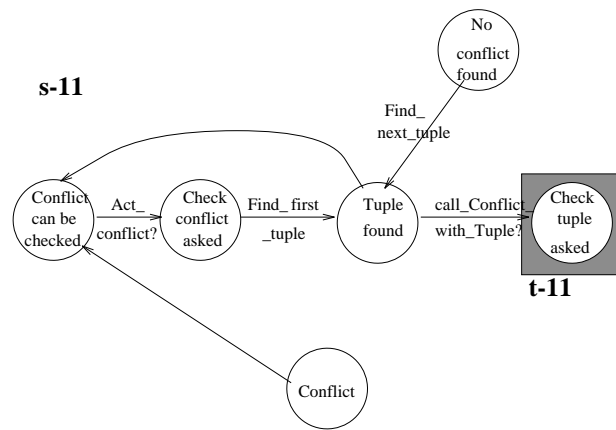 No
conflict
found
s-11
Find_
next_tuple
Conflict
can be
checked
Act_
conflict?
Check
conflict
asked
Find_first
_tuple
Tuple
found
call_Conflict_
with_Tuple?
Check
tuple
asked
t-11
Conflict